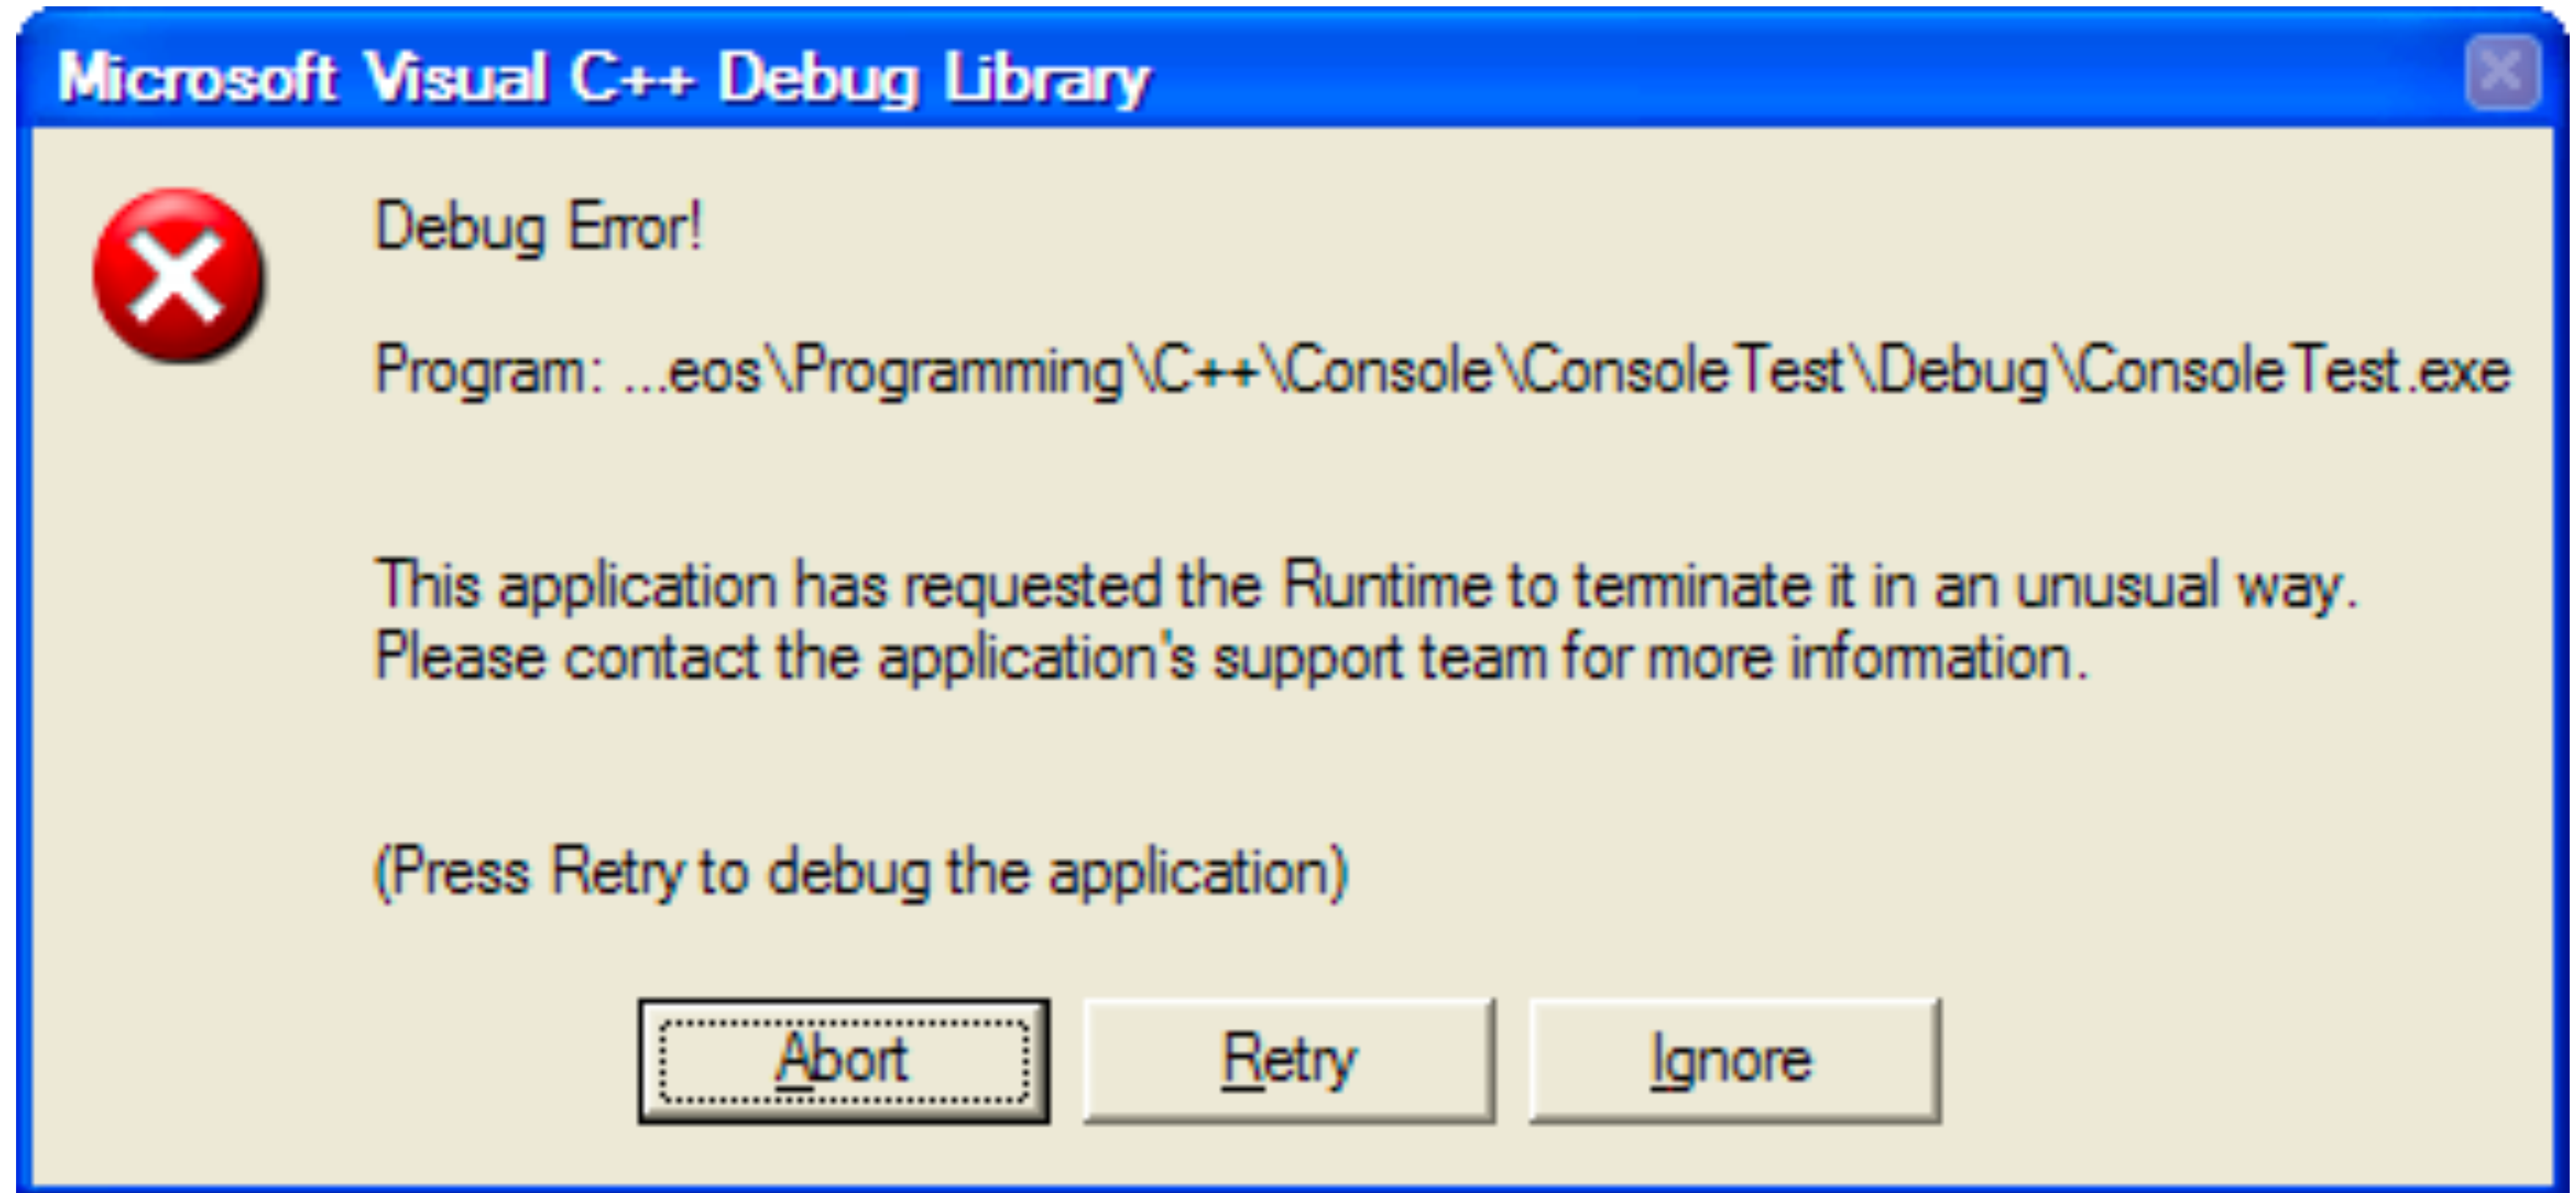 Microsoft Visual C++ Debug Library
Debug Error!
Program: ...eos\Programming\C++\Console\ConsoleTest\Debug\ConsoleTest.exe
This application has requested the Runtime to terminate it in an unusual way.
Please contact the application's support team for more information.
(Press Retry to debug the application)
Abort Retry Ignore